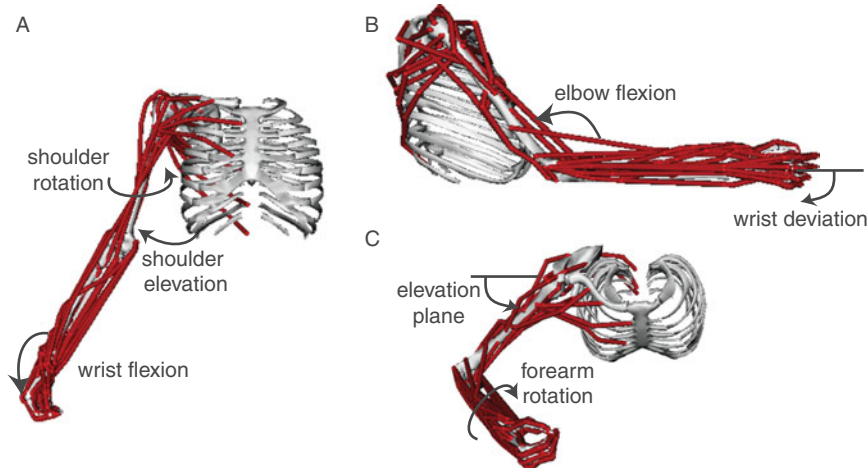 A
shoulder
rotation
shoulder
elevation
wrist flexion
B
elbow flexion
wrist deviation
C
elevation
plane
forearm
rotation